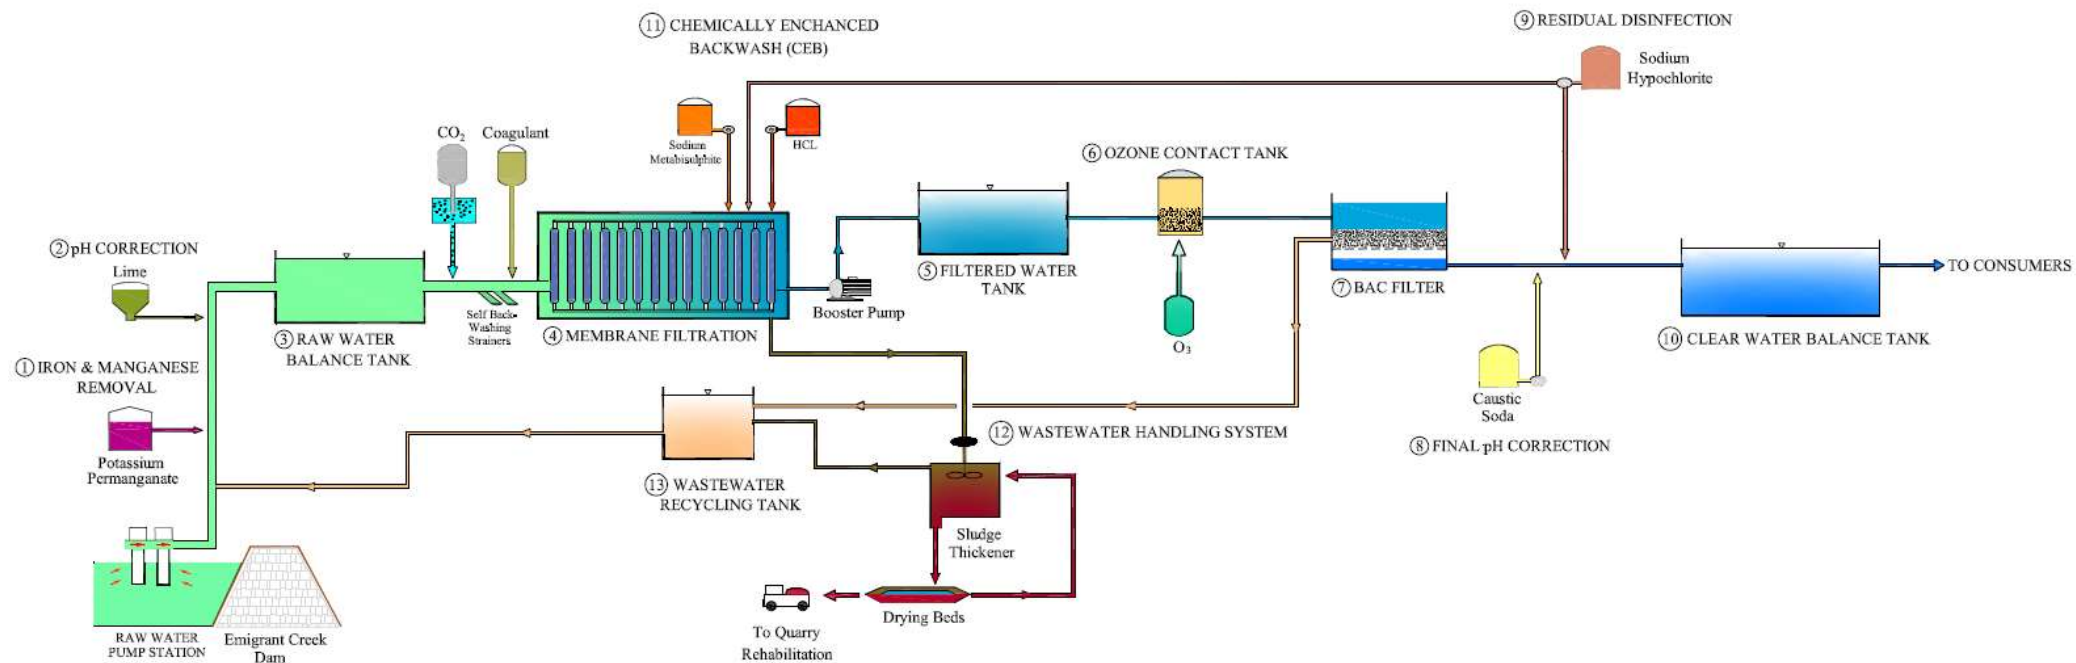 ⑪ CHEMICALLY ENCHANCED
BACKWASH (CEB)
⑨ RESIDUAL DISINFECTION
Sodium
Hypochlorite
CO₂
Coagulant
Sodium
Metabisulphite
HCL
⑥ OZONE CONTACT TANK
② pH CORRECTION
Lime
③ RAW WATER
BALANCE TANK
Self Back-
Washing
Strainers
④ MEMBRANE FILTRATION
Booster Pump
⑤ FILTERED WATER
TANK
O₃
⑦ BAC FILTER
TO CONSUMERS
⑩ CLEAR WATER BALANCE TANK
① IRON & MANGANESE
REMOVAL
Potassium
Permanganate
Caustic
Soda
⑧ FINAL pH CORRECTION
⑫ WASTEWATER HANDLING SYSTEM
⑬ WASTEWATER
RECYCLING TANK
Sludge
Thickener
Drying Beds
To Quarry
Rehabilitation
RAW WATER
PUMP STATION
Emigrant Creek
Dam